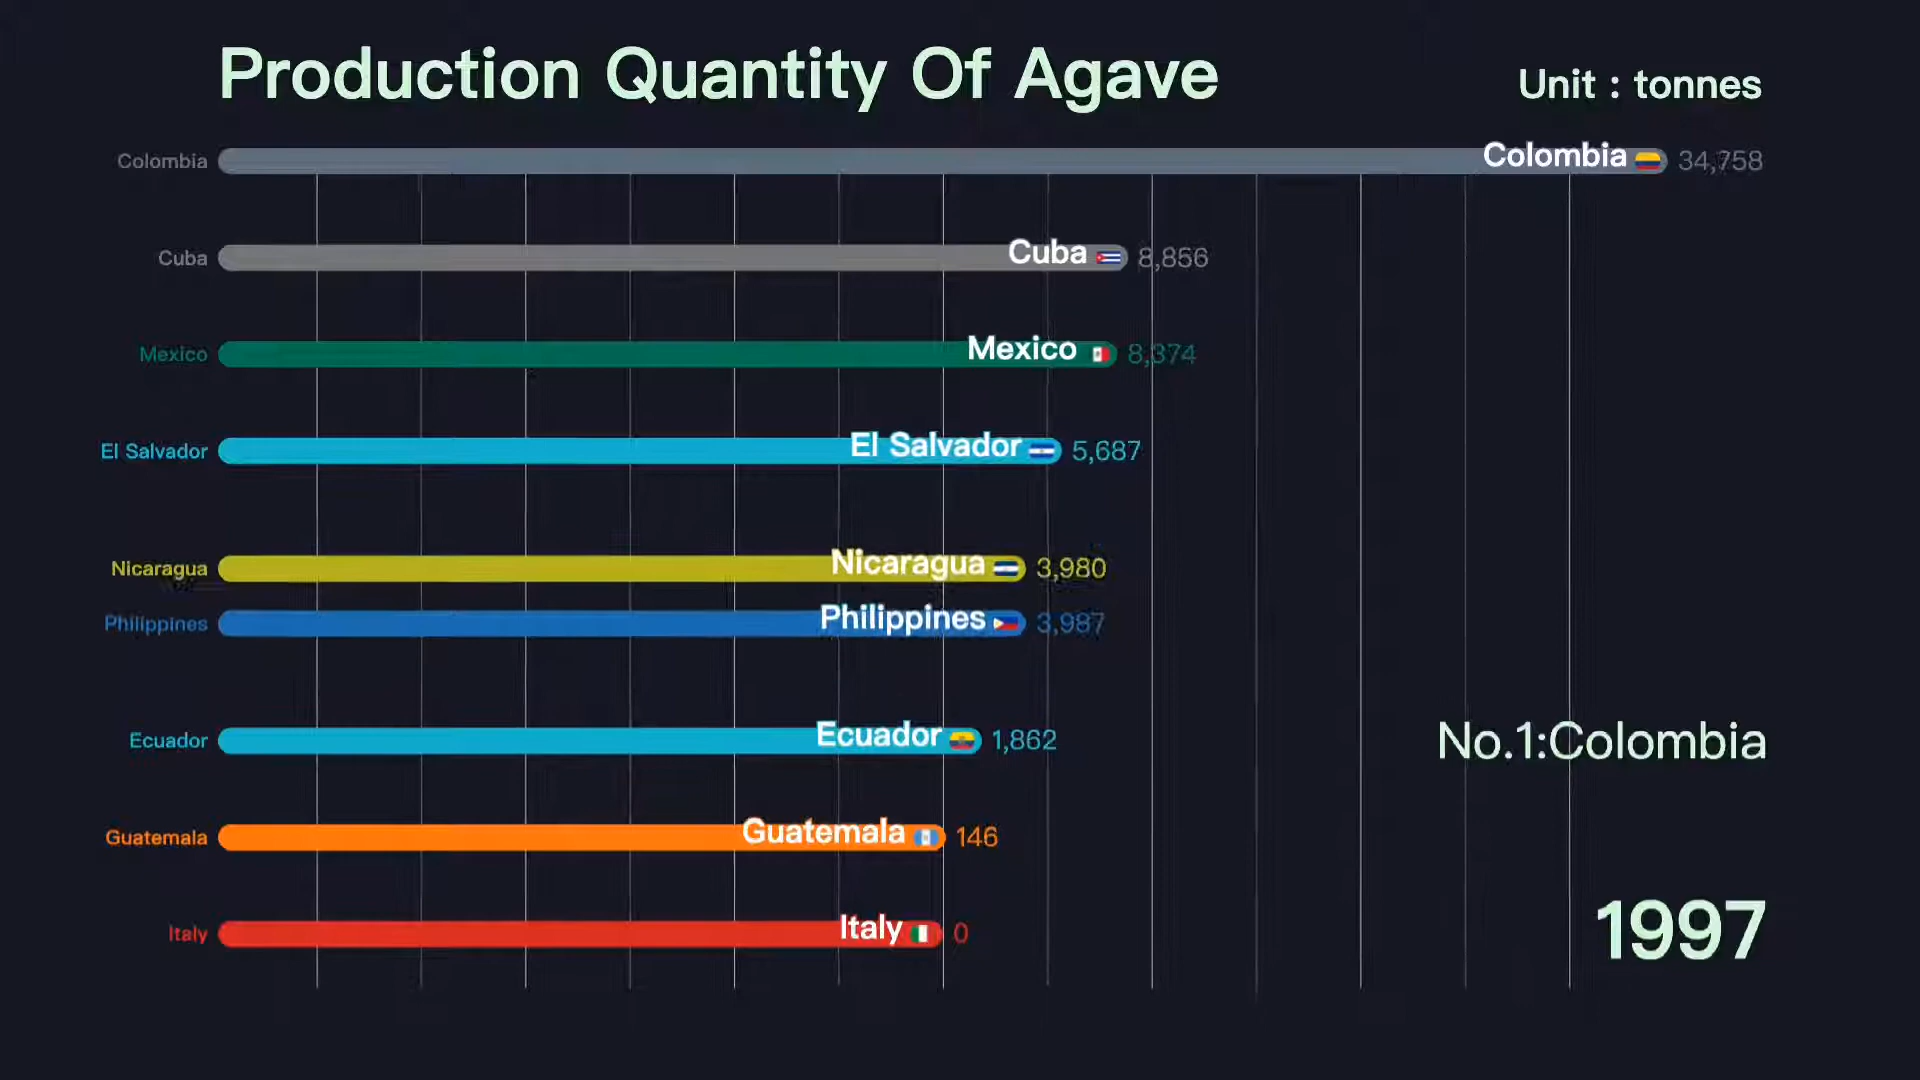 Production Quantity Of Agave
Unit : tonnes
Colombia Colombia 34,758
Cuba Cuba 8,856
Mexico Mexico 8,374
El Salvador El Salvador 5,687
Nicaragua Nicaragua 3,980
Philippines Philippines 3,987
Ecuador Ecuador 1,862
No.1:Colombia
Guatemala Guatemala 146
Italy Italy 0
1997